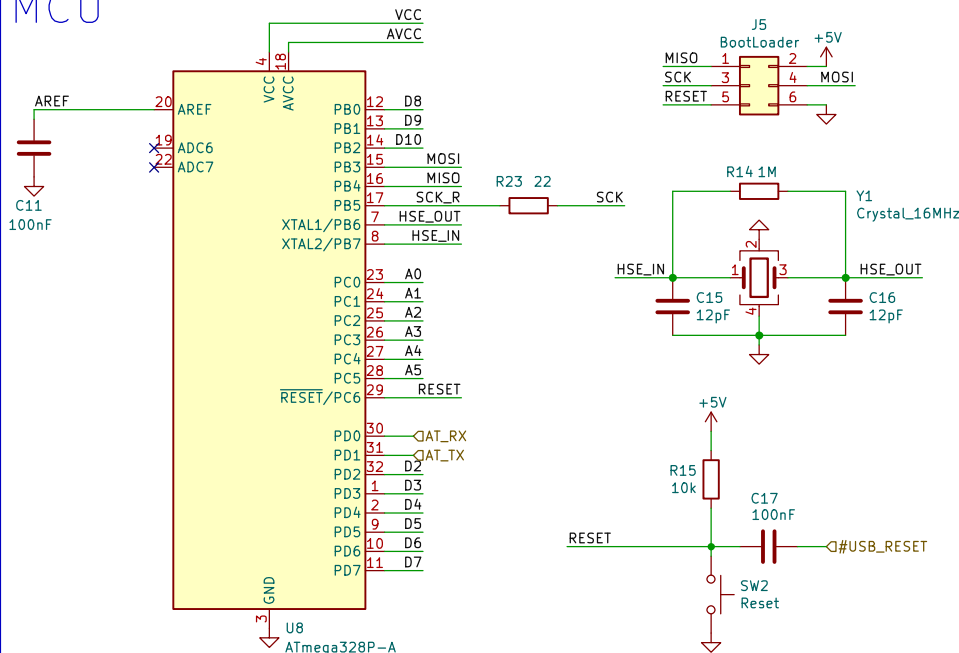 MCU
VCC
AVCC
4
18
VCC
AVCC
AREF
20
AREF
19
ADC6
22
ADC7
C11
100nF
PB0
12
D8
PB1
13
D9
PB2
14
D10
PB3
15
MOSI
PB4
16
MISO
PB5
17
SCK_R
R23 22
SCK
XTAL1/PB6
7
HSE_OUT
XTAL2/PB7
8
HSE_IN
PC0
23
A0
PC1
24
A1
PC2
25
A2
PC3
26
A3
PC4
27
A4
PC5
28
A5
RESET/PC6
29
RESET
PD0
30
AT_RX
PD1
31
AT_TX
PD2
32
D2
PD3
1
D3
PD4
2
D4
PD5
9
D5
PD6
10
D6
PD7
11
D7
GND
3
U8
ATmega328P-A
J5
BootLoader
+5V
MISO
1
2
SCK
3
4
MOSI
RESET
5
6
R14 1M
Y1
Crystal_16MHz
2
HSE_IN
1
3
HSE_OUT
4
C15
12pF
C16
12pF
+5V
R15
10k
C17
100nF
RESET
#USB_RESET
SW2
Reset